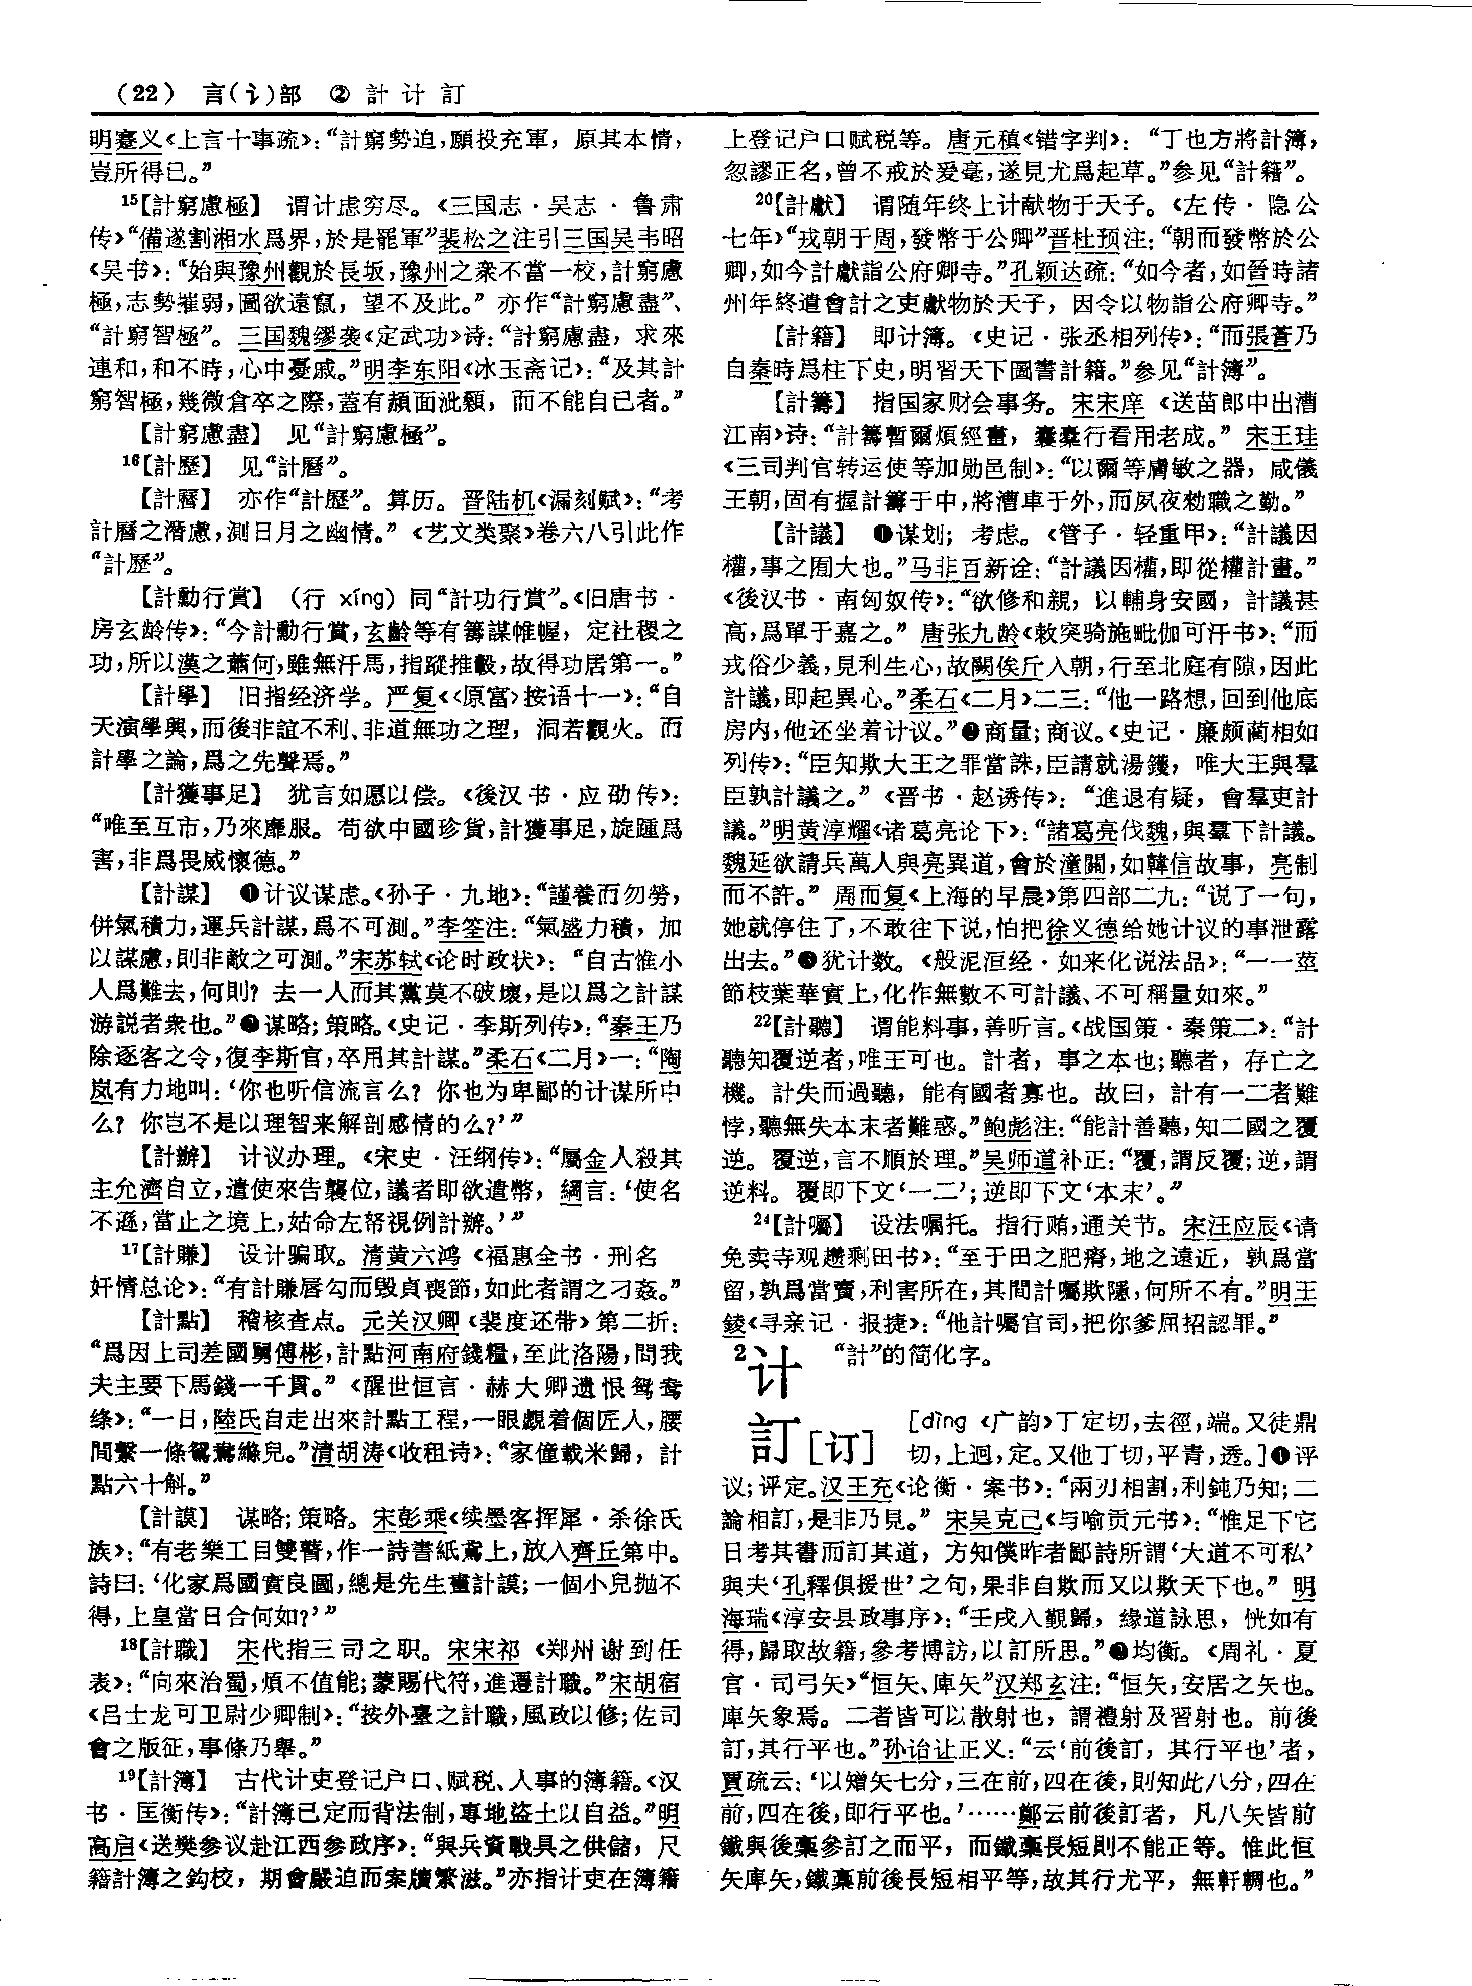 (22) 言(讠)部 ② 計 计 訂
明蹇义《上言十事疏》：“計窮勢迫，願投充軍，原其本情，
豈所得已。”
15【計窮慮極】 谓计虑穷尽。《三国志·吴志·鲁肃
传》“備遂割湘水爲界，於是罷軍”裴松之注引三国吴韦昭
《吴书》：“始與豫州觀於長坂，豫州之衆不當一校，計窮慮
極，志勢摧弱，圖欲遠竄，望不及此。”亦作“計窮慮盡”、
“計窮智極”。三国魏缪袭《定武功》诗：“計窮慮盡，求來
連和，和不時，心中憂戚。”明李东阳《冰玉斋记》：“及其計
窮智極，幾微倉卒之際，蓋有頳面泚顙，而不能自已者。”
【計窮慮盡】 见“計窮慮極”。
16【計歷】 见“計曆”。
【計曆】 亦作“計歷”。算历。晋陆机《漏刻赋》：“考
計曆之潛慮，測日月之幽情。”《艺文类聚》卷六八引此作
“計歷”。
【計勳行賞】 （行 xíng）同“計功行賞”。《旧唐书·
房玄龄传》：“今計勳行賞，玄齡等有籌謀帷幄，定社稷之
功，所以漢之蕭何，雖無汗馬，指蹤推轂，故得功居第一。”
【計學】 旧指经济学。严复《〈原富〉按语十一》：“自
天演學興，而後非誼不利、非道無功之理，洞若觀火。而
計學之論，爲之先聲焉。”
【計獲事足】 犹言如愿以偿。《後汉书·应劭传》：
“唯至互市，乃來靡服。苟欲中國珍貨，計獲事足，旋踵爲
害，非爲畏威懷德。”
【計謀】 ❶计议谋虑。《孙子·九地》：“謹養而勿勞，
併氣積力，運兵計謀，爲不可測。”李筌注：“氣盛力積，加
以謀慮，則非敵之可測。”宋苏轼《论时政状》：“自古惟小
人爲難去，何則？去一人而其黨莫不破壞，是以爲之計謀
游説者衆也。”❷谋略；策略。《史记·李斯列传》：“秦王乃
除逐客之令，復李斯官，卒用其計謀。”柔石《二月》一：“陶
岚有力地叫：‘你也听信流言么？你也为卑鄙的计谋所中
么？你岂不是以理智来解剖感情的么？’”
【計辦】 计议办理。《宋史·汪纲传》：“屬金人殺其
主允濟自立，遣使來告襲位，議者即欲遣幣，綱言：‘使名
不遜，當止之境上，姑命左帑視例計辦。’”
17【計賺】 设计骗取。清黄六鸿《福惠全书·刑名·
奸情总论》：“有計賺唇勾而毁貞喪節，如此者謂之刁姦。”
【計點】 稽核查点。元关汉卿《裴度还带》第二折：
“爲因上司差國舅傅彬，計點河南府錢糧，至此洛陽，問我
夫主要下馬錢一千貫。”《醒世恒言·赫大卿遗恨鸳鸯
绦》：“一日，陸氏自走出來計點工程，一眼覷着個匠人，腰
間繫一條鴛鴦縧兒。”清胡涛《收租诗》：“家僮載米歸，計
點六十斛。”
【計謨】 谋略；策略。宋彭乘《续墨客挥犀·杀徐氏
族》：“有老樂工目雙瞽，作一詩書紙鳶上，放入齊丘第中。
詩曰：‘化家爲國實良圖，總是先生畫計謨；一個小兒抛不
得，上皇當日合何如？’”
18【計職】 宋代指三司之职。宋宋祁《郑州谢到任
表》：“向來治蜀，煩不值能；蒙賜代符，進遷計職。”宋胡宿
《吕士龙可卫尉少卿制》：“按外臺之計職，風政以修；佐司
會之版征，事條乃舉。”
19【計簿】 古代计吏登记户口、赋税、人事的簿籍。《汉
书·匡衡传》：“計簿已定而背法制，專地盜土以自益。”明
高启《送樊参议赴江西参政序》：“與兵資戰具之供儲，尺
籍計簿之鈎校，期會嚴迫而案牘繁滋。”亦指计吏在簿籍
上登记户口赋税等。唐元稹《错字判》：“丁也方將計簿，
忽謬正名，曾不戒於爰毫，遂見尤爲起草。”参见“計籍”。
20【計獻】 谓随年终上计献物于天子。《左传·隐公
七年》“戎朝于周，發幣于公卿”晋杜预注：“朝而發幣於公
卿，如今計獻詣公府卿寺。”孔颖达疏：“如今者，如晉時諸
州年終遣會計之吏獻物於天子，因令以物詣公府卿寺。”
【計籍】 即计簿。《史记·张丞相列传》：“而張蒼乃
自秦時爲柱下史，明習天下圖書計籍。”参见“計簿”。
【計籌】 指国家财会事务。宋宋庠《送苗郎中出漕
江南》诗：“計籌暫爾煩經畫，囊橐行看用老成。”宋王珪
《三司判官转运使等加勋邑制》：“以爾等膚敏之器，咸儀
王朝，固有握計籌于中，將漕車于外，而夙夜勑職之勤。”
【計議】 ❶谋划；考虑。《管子·轻重甲》：“計議因
權，事之囿大也。”马非百新诠：“計議因權，即從權計畫。”
《後汉书·南匈奴传》：“欲修和親，以輔身安國，計議甚
高，爲單于嘉之。”唐张九龄《敕突骑施毗伽可汗书》：“而
戎俗少義，見利生心，故闕俟斤入朝，行至北庭有隙，因此
計議，即起異心。”柔石《二月》二三：“他一路想，回到他底
房内，他还坐着计议。”❷商量；商议。《史记·廉颇蔺相如
列传》：“臣知欺大王之罪當誅，臣請就湯鑊，唯大王與羣
臣孰計議之。”《晋书·赵诱传》：“進退有疑，會羣吏計
議。”明黄淳耀《诸葛亮论下》：“諸葛亮伐魏，與羣下計議。
魏延欲請兵萬人與亮異道，會於潼關，如韓信故事，亮制
而不許。”周而复《上海的早晨》第四部二九：“说了一句，
她就停住了，不敢往下说，怕把徐义德给她计议的事泄露
出去。”❸犹计数。《般泥洹经·如来化说法品》：“一一莖
節枝葉華實上，化作無數不可計議、不可稱量如來。”
22【計聽】 谓能料事，善听言。《战国策·秦策二》：“計
聽知覆逆者，唯王可也。計者，事之本也；聽者，存亡之
機。計失而過聽，能有國者寡也。故曰，計有一二者難
悖，聽無失本末者難惑。”鲍彪注：“能計善聽，知二國之覆
逆。覆逆，言不順於理。”吴师道补正：“覆，謂反覆；逆，謂
逆料。覆即下文‘一二’；逆即下文‘本末’。”
24【計囑】 设法嘱托。指行贿，通关节。宋汪应辰《请
免卖寺观趱剩田书》：“至于田之肥瘠，地之遠近，孰爲當
留，孰爲當賣，利害所在，其間計囑欺隱，何所不有。”明王
錂《寻亲记·报捷》：“他計囑官司，把你爹屈招認罪。”
2计 “計”的简化字。
訂［订］ [dìng 《广韵》丁定切，去徑，端。又徒鼎
切，上迥，定。又他丁切，平青，透。]❶评
议；评定。汉王充《论衡·案书》：“兩刃相割，利鈍乃知；二
論相訂，是非乃見。”宋吴克己《与喻贡元书》：“惟足下它
日考其書而訂其道，方知僕昨者鄙詩所謂‘大道不可私’
與夫‘孔釋俱援世’之句，果非自欺而又以欺天下也。”明
海瑞《淳安县政事序》：“壬戌入覲歸，緣道詠思，恍如有
得，歸取故籍，參考博訪，以訂所思。”❷均衡。《周礼·夏
官·司弓矢》“恒矢、庳矢”汉郑玄注：“恒矢，安居之矢也。
庳矢象焉。二者皆可以散射也，謂禮射及習射也。前後
訂，其行平也。”孙诒让正义：“云‘前後訂，其行平也’者，
賈疏云：‘以矰矢七分，三在前，四在後，則知此八分，四在
前，四在後，即行平也。’……鄭云前後訂者，凡八矢皆前
鐵與後槀參訂之而平，而鐵槀長短則不能正等。惟此恒
矢庳矢，鐵槀前後長短相平等，故其行尤平，無軒輖也。”